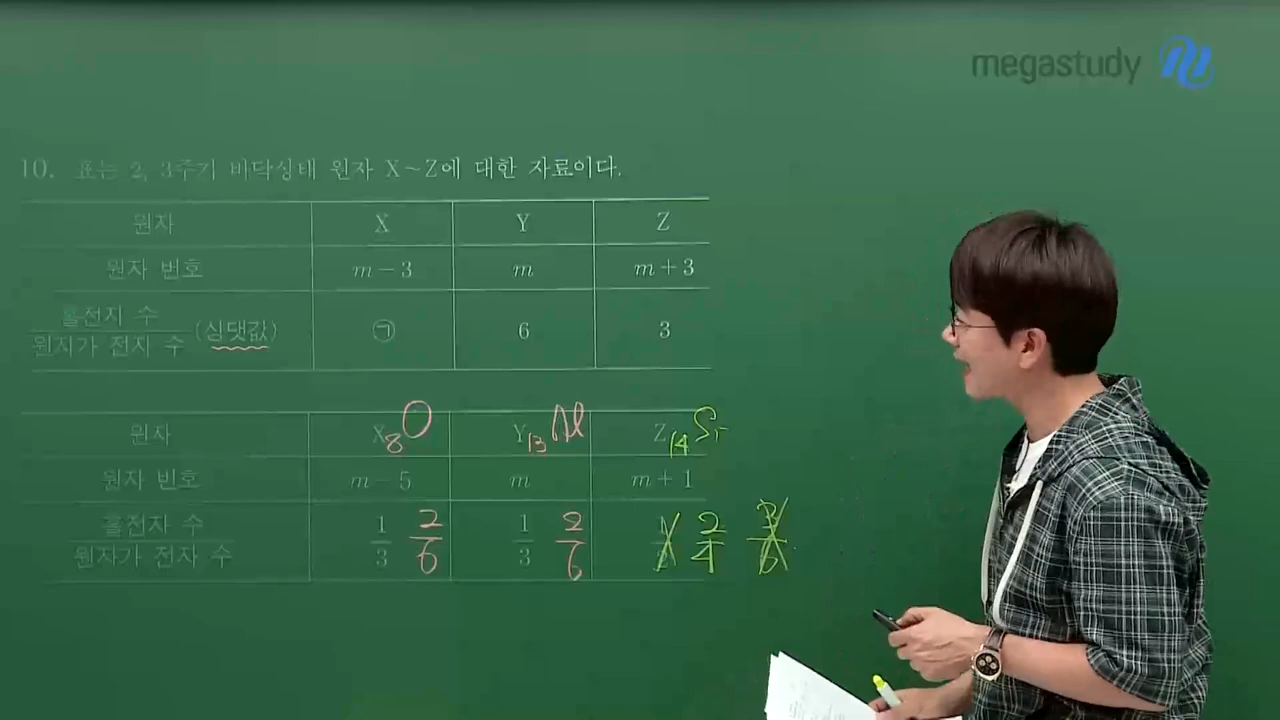 megastudy
10. 표는 2, 3주기 바닥상태 원자 X~Z에 대한 자료이다.
원자 X Y Z
원자 번호 m−3 m m+3
홀전자 수 / 원자가 전자 수 (상댓값) ㉠ 6 3
원자 X 8 O Y 13 Al Z 14 Si
원자 번호 m−5 m m+1
홀전자 수 / 원자가 전자 수 1/3 2/6 1/3 2/6 2/4